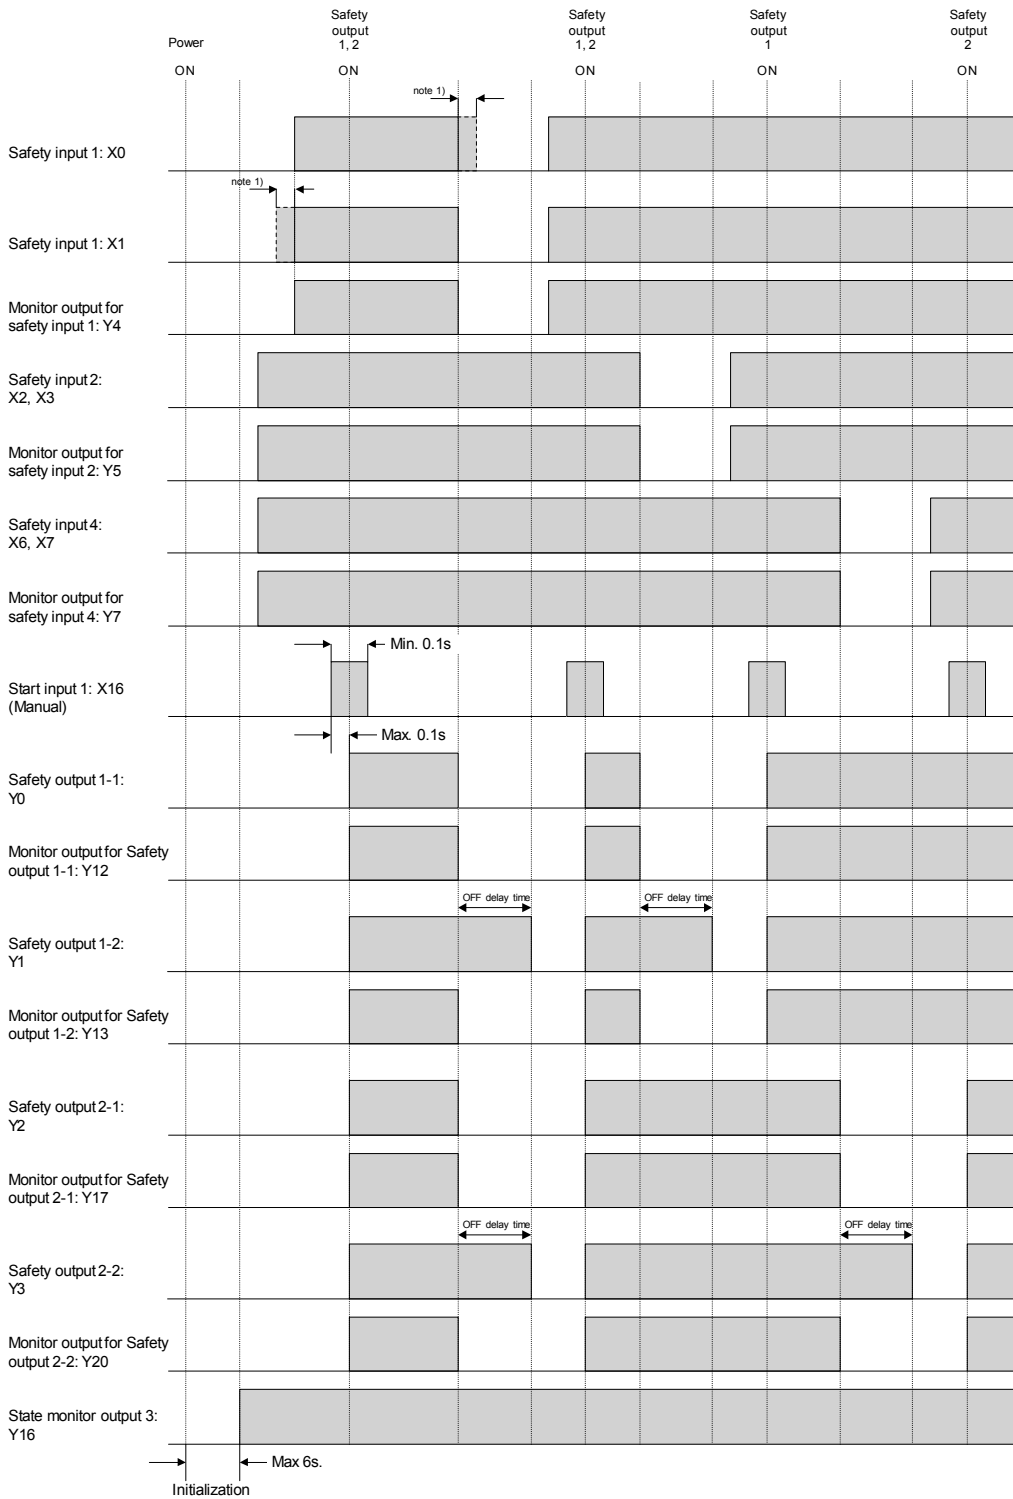 Power
Safety
output
1, 2
Safety
output
1, 2
Safety
output
1
Safety
output
2
ON
ON
ON
ON
ON
note 1)
Safety input 1: X0
note 1)
Safety input 1: X1
Monitor output for
safety input 1: Y4
Safety input 2:
X2, X3
Monitor output for
safety input 2: Y5
Safety input 4:
X6, X7
Monitor output for
safety input 4: Y7
Min. 0.1s
Start input 1: X16
(Manual)
Max. 0.1s
Safety output 1-1:
Y0
Monitor output for Safety
output 1-1: Y12
OFF delay time
OFF delay time
Safety output 1-2:
Y1
Monitor output for Safety
output 1-2: Y13
Safety output 2-1:
Y2
Monitor output for Safety
output 2-1: Y17
OFF delay time
OFF delay time
Safety output 2-2:
Y3
Monitor output for Safety
output 2-2: Y20
State monitor output 3:
Y16
Max 6s.
Initialization